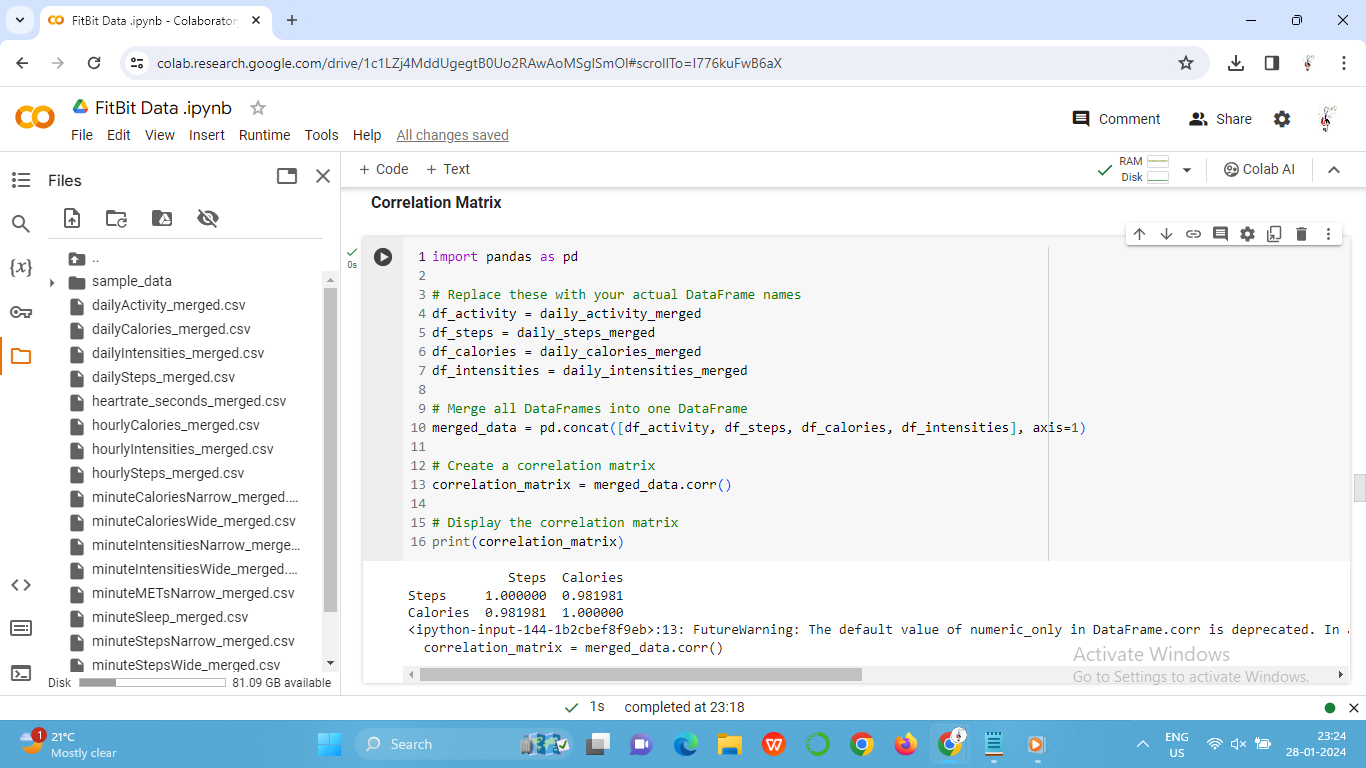 FitBit Data .ipynb - Colaborator
colab.research.google.com/drive/1c1LZj4MddUgegtB0Uo2RAwAoMSglSmOl#scrollTo=I776kuFwB6aX
FitBit Data .ipynb
File Edit View Insert Runtime Tools Help All changes saved
Comment Share
Files
+ Code + Text
RAM
Disk
Colab AI
{x}
..
sample_data
dailyActivity_merged.csv
dailyCalories_merged.csv
dailyIntensities_merged.csv
dailySteps_merged.csv
heartrate_seconds_merged.csv
hourlyCalories_merged.csv
hourlyIntensities_merged.csv
hourlySteps_merged.csv
minuteCaloriesNarrow_merged....
minuteCaloriesWide_merged.csv
minuteIntensitiesNarrow_merge...
minuteIntensitiesWide_merged....
minuteMETsNarrow_merged.csv
minuteSleep_merged.csv
minuteStepsNarrow_merged.csv
minuteStepsWide_merged.csv
Disk 81.09 GB available
Correlation Matrix
0s
1 import pandas as pd
2
3 # Replace these with your actual DataFrame names
4 df_activity = daily_activity_merged
5 df_steps = daily_steps_merged
6 df_calories = daily_calories_merged
7 df_intensities = daily_intensities_merged
8
9 # Merge all DataFrames into one DataFrame
10 merged_data = pd.concat([df_activity, df_steps, df_calories, df_intensities], axis=1)
11
12 # Create a correlation matrix
13 correlation_matrix = merged_data.corr()
14
15 # Display the correlation matrix
16 print(correlation_matrix)
Steps Calories
Steps 1.000000 0.981981
Calories 0.981981 1.000000
<ipython-input-144-1b2cbef8f9eb>:13: FutureWarning: The default value of numeric_only in DataFrame.corr is deprecated. In
correlation_matrix = merged_data.corr()
Activate Windows
Go to Settings to activate Windows.
1s completed at 23:18
1
21°C
Mostly clear
Search
ENG
US
23:24
28-01-2024